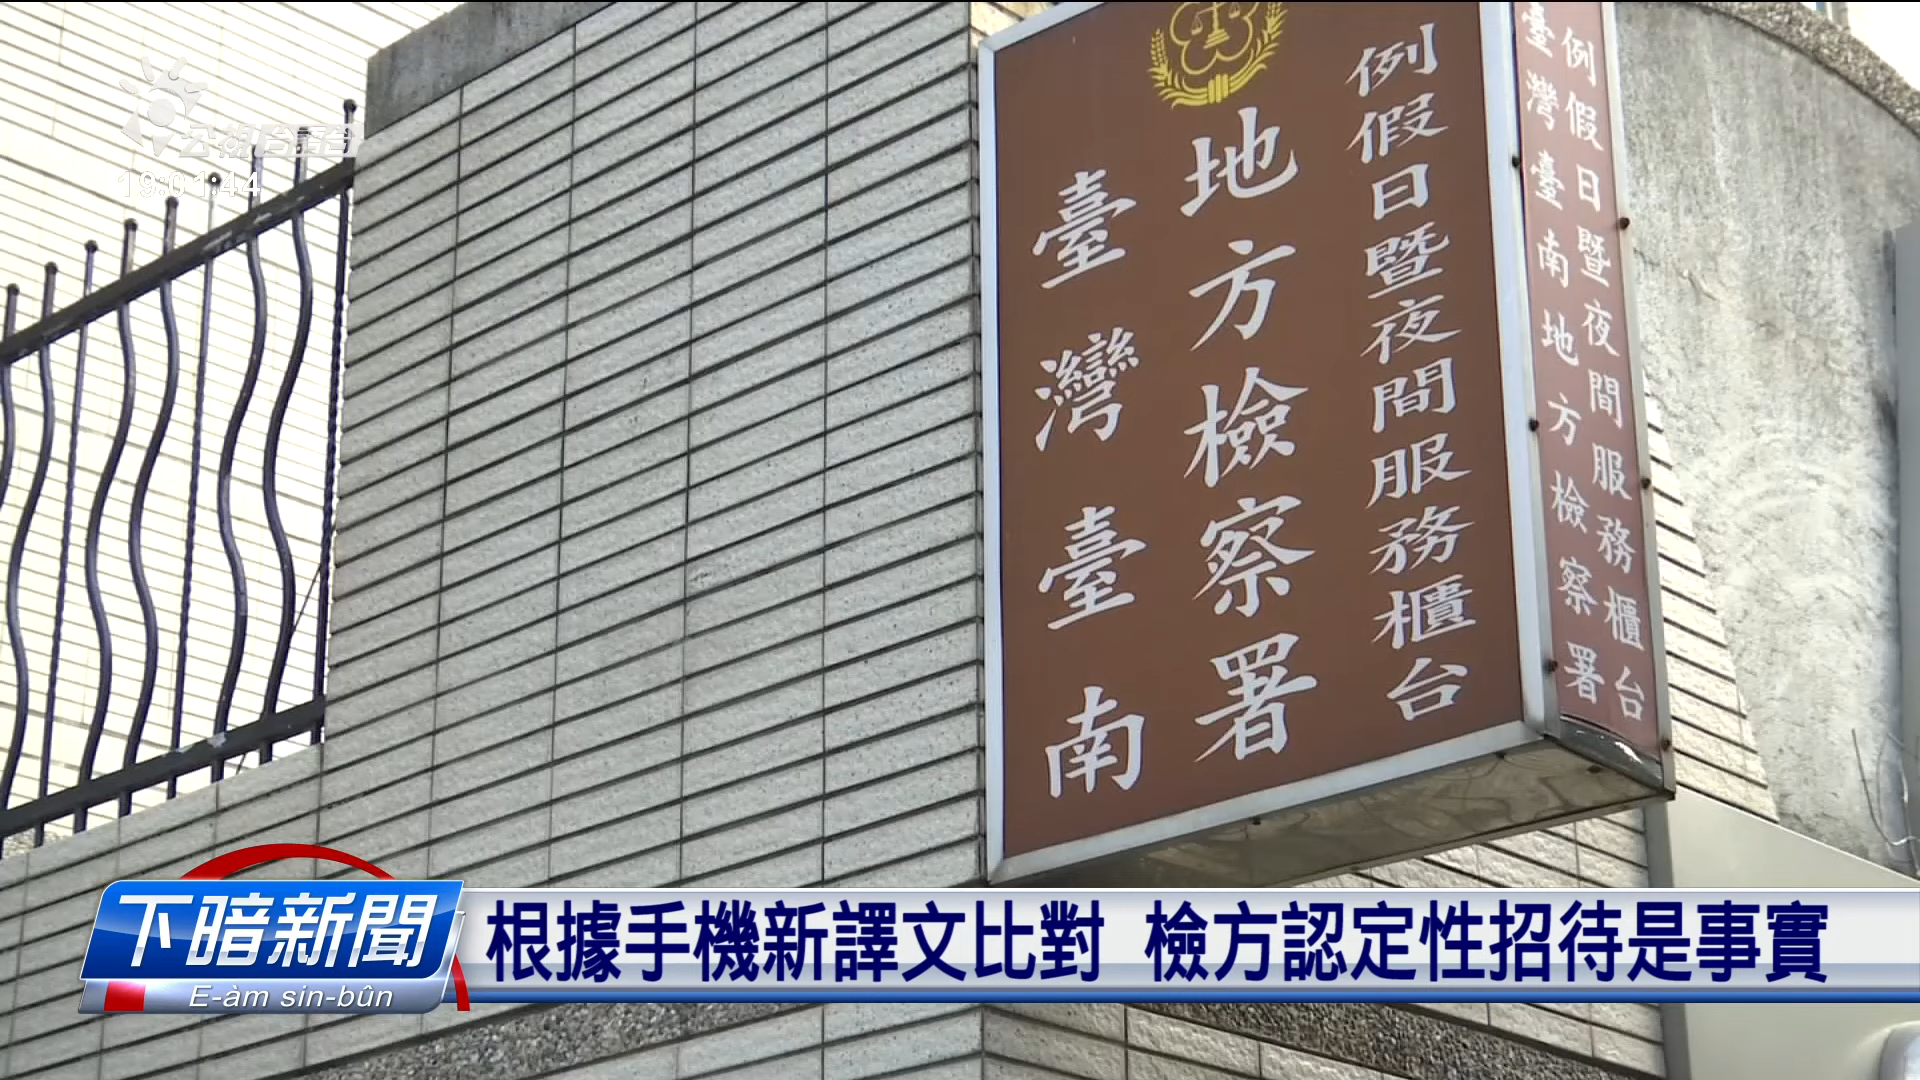 公視台語台
19:01:44
臺灣臺南
地方檢察署
例假日暨夜間服務櫃台
臺灣臺南地方檢察署
例假日暨夜間服務櫃台
下暗新聞
E-àm sin-bûn
根據手機新譯文比對 檢方認定性招待是事實